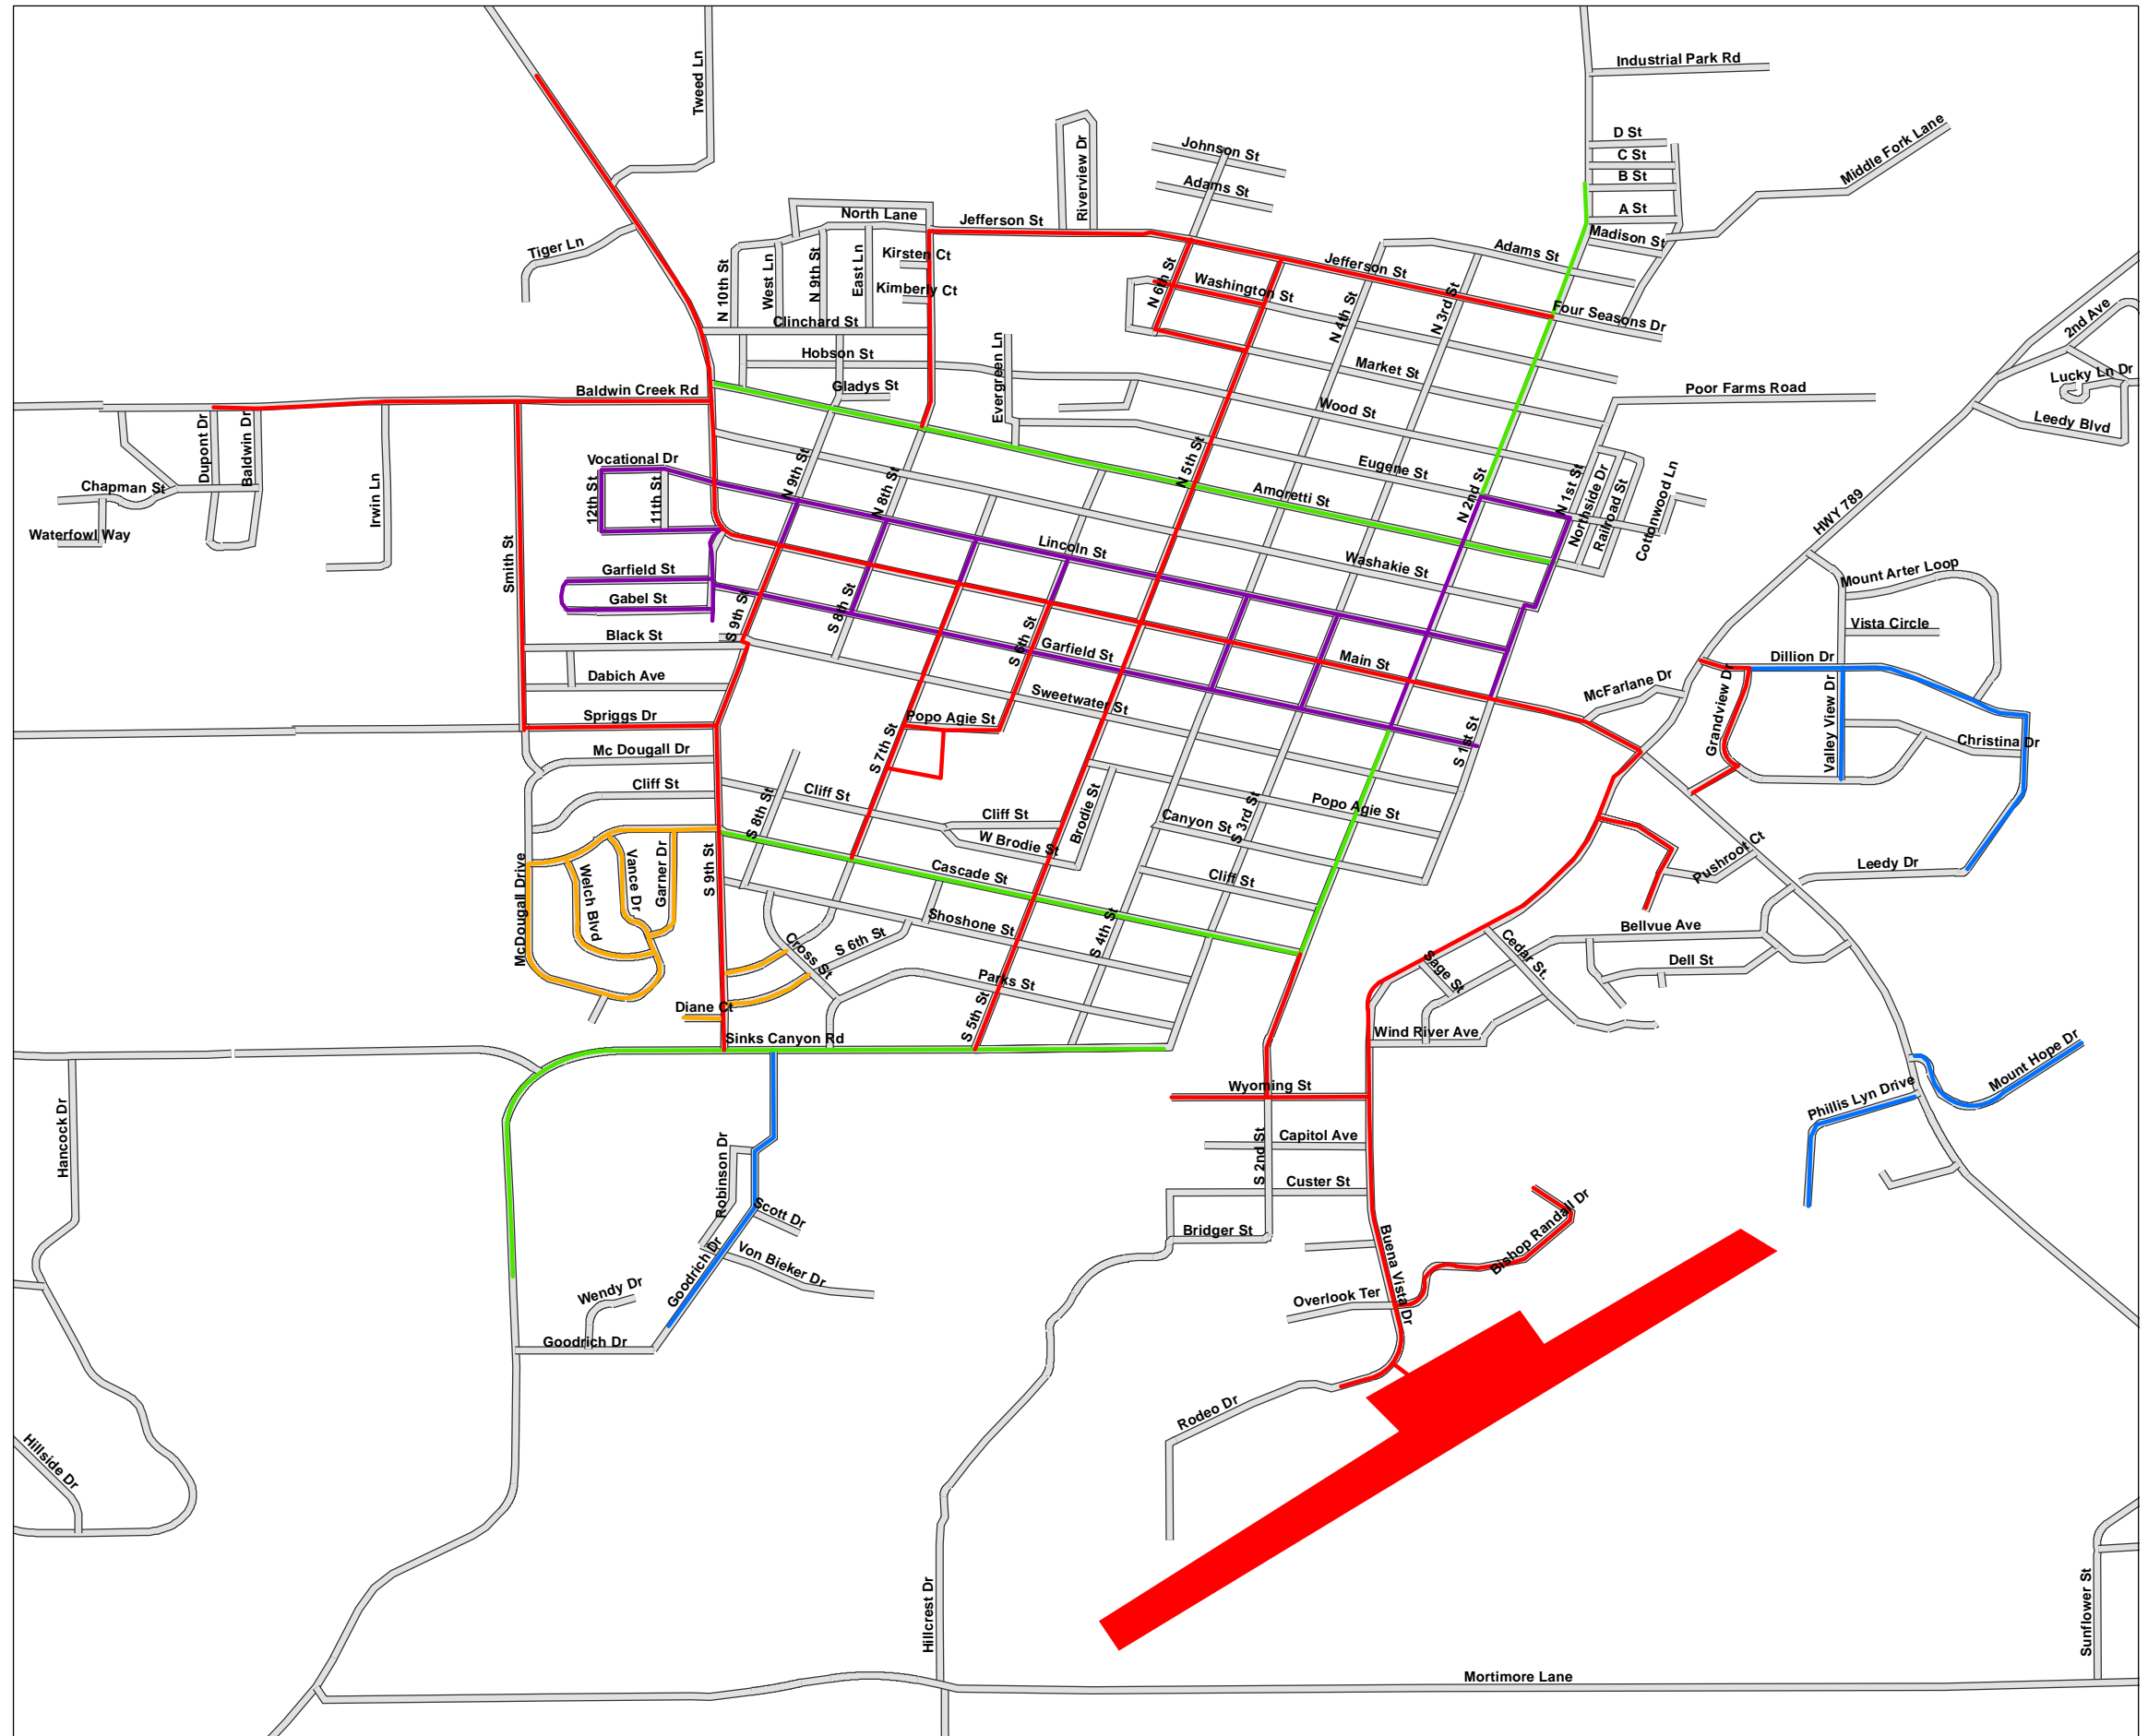 Industrial Park Rd
Tweed Ln
D St
C St
B St
A St
Middle Fork Lane
Johnson St
Adams St
Riverview Dr
North Lane
Jefferson St
Madison St
Tiger Ln
N 10th St
West Ln
N 9th St
East Ln
Kirsten Ct
Kimberly Ct
N 6th St
Washington St
Jefferson St
Adams St
N 4th St
N 3rd St
Four Seasons Dr
2nd Ave
Clinchard St
Hobson St
Gladys St
Evergreen Ln
Market St
Wood St
Poor Farms Road
Lucky Ln Dr
Leedy Blvd
Baldwin Creek Rd
Dupont Dr
Baldwin Dr
Chapman St
Waterfowl Way
Irwin Ln
Smith St
Vocational Dr
12th St
11th St
N 9th St
N 8th St
N 5th St
Eugene St
Amoretti St
N 2nd St
N 1st St
Northside Dr
Railroad St
Cottonwood Ln
HWY 789
Lincoln St
Washakie St
Garfield St
Gabel St
Black St
Dabich Ave
Spriggs Dr
S 9th St
S 8th St
S 6th St
Garfield St
Main St
Sweetwater St
Popo Agie St
S 7th St
S 1st St
McFarlane Dr
Mount Arter Loop
Vista Circle
Dillion Dr
Grandview Dr
Valley View Dr
Christina Dr
Mc Dougall Dr
Cliff St
McDougall Drive
Welch Blvd
Vance Dr
Garner Dr
S 9th St
S 8th St
Cliff St
Cliff St
W Brodie St
Brodie St
Canyon St
S 3rd St
Popo Agie St
Cascade St
Cliff St
Pushroot Ct
Leedy Dr
Shoshone St
S 4th St
Cross St
S 6th St
Parks St
S 5th St
Diane Ct
Sinks Canyon Rd
Bellvue Ave
Cedar St.
Sage St
Dell St
Wind River Ave
Wyoming St
Capitol Ave
S 2nd St
Custer St
Bridger St
Mount Hope Dr
Phillis Lyn Drive
Hancock Dr
Robinson Dr
Scott Dr
Von Bieker Dr
Goodrich Dr
Wendy Dr
Goodrich Dr
Buena Vista Dr
Bishop Randall Dr
Overlook Ter
Rodeo Dr
Hillside Dr
Hillcrest Dr
Sunflower St
Mortimore Lane